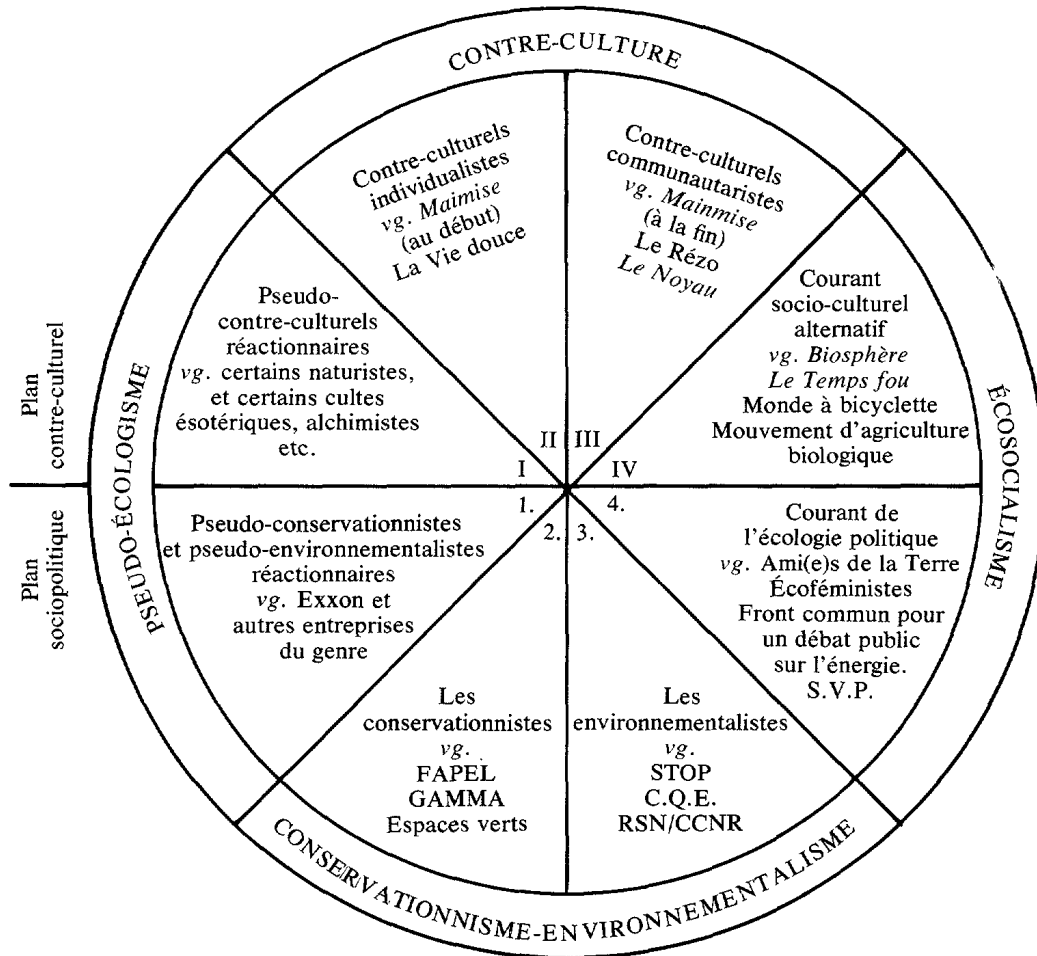 CONTRE-CULTURE
Contre-culturels
individualistes
vg. Maimise
(au début)
La Vie douce
Contre-culturels
communautaristes
vg. Mainmise
(à la fin)
Le Rézo
Le Noyau
Pseudo-
contre-culturels
réactionnaires
vg. certains naturistes,
et certains cultes
ésotériques, alchimistes
etc.
Courant
socio-culturel
alternatif
vg. Biosphère
Le Temps fou
Monde à bicyclette
Mouvement d'agriculture
biologique
Plan
contre-culturel
PSEUDO-ÉCOLOGISME
ÉCOSOCIALISME
II III
I IV
1. 4.
2. 3.
Plan
sociopolitique
Pseudo-conservationnistes
et pseudo-environnementalistes
réactionnaires
vg. Exxon et
autres entreprises
du genre
Courant de
l'écologie politique
vg. Ami(e)s de la Terre
Écoféministes
Front commun pour
un débat public
sur l'énergie.
S.V.P.
Les
conservationnistes
vg.
FAPEL
GAMMA
Espaces verts
Les
environnementalistes
vg.
STOP
C.Q.E.
RSN/CCNR
CONSERVATIONNISME-ENVIRONNEMENTALISME